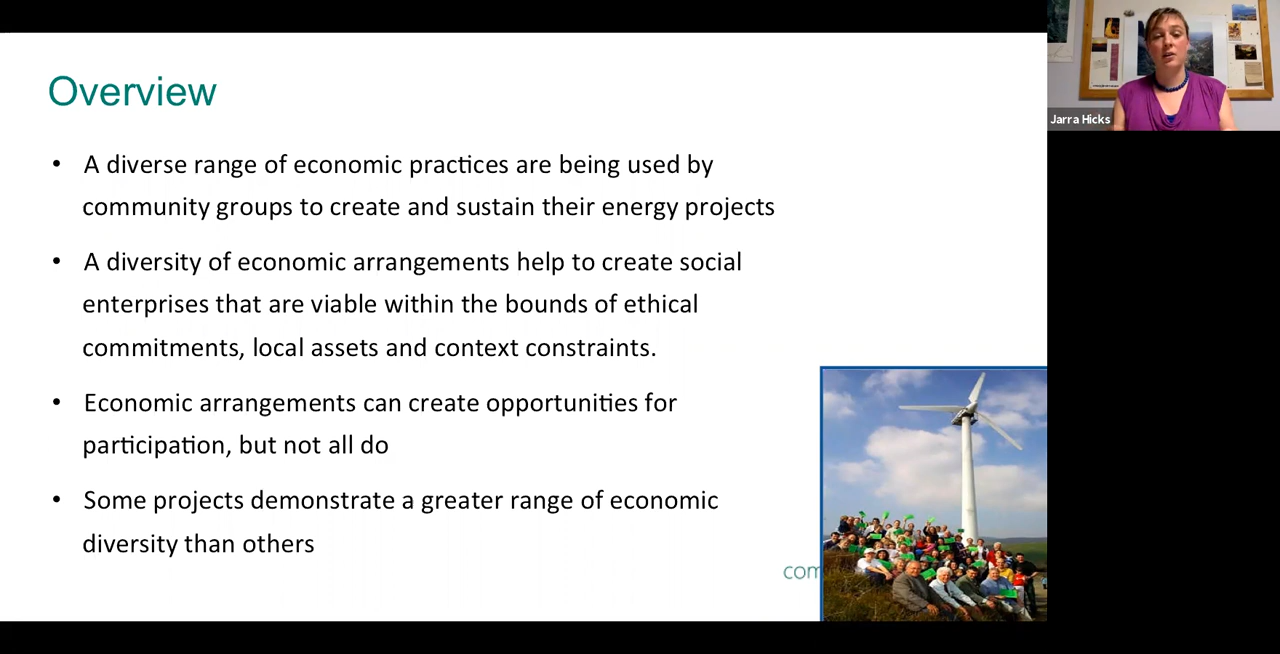 Overview
• A diverse range of economic practices are being used by
community groups to create and sustain their energy projects
• A diversity of economic arrangements help to create social
enterprises that are viable within the bounds of ethical
commitments, local assets and context constraints.
• Economic arrangements can create opportunities for
participation, but not all do
• Some projects demonstrate a greater range of economic
diversity than others
com
Jarra Hicks